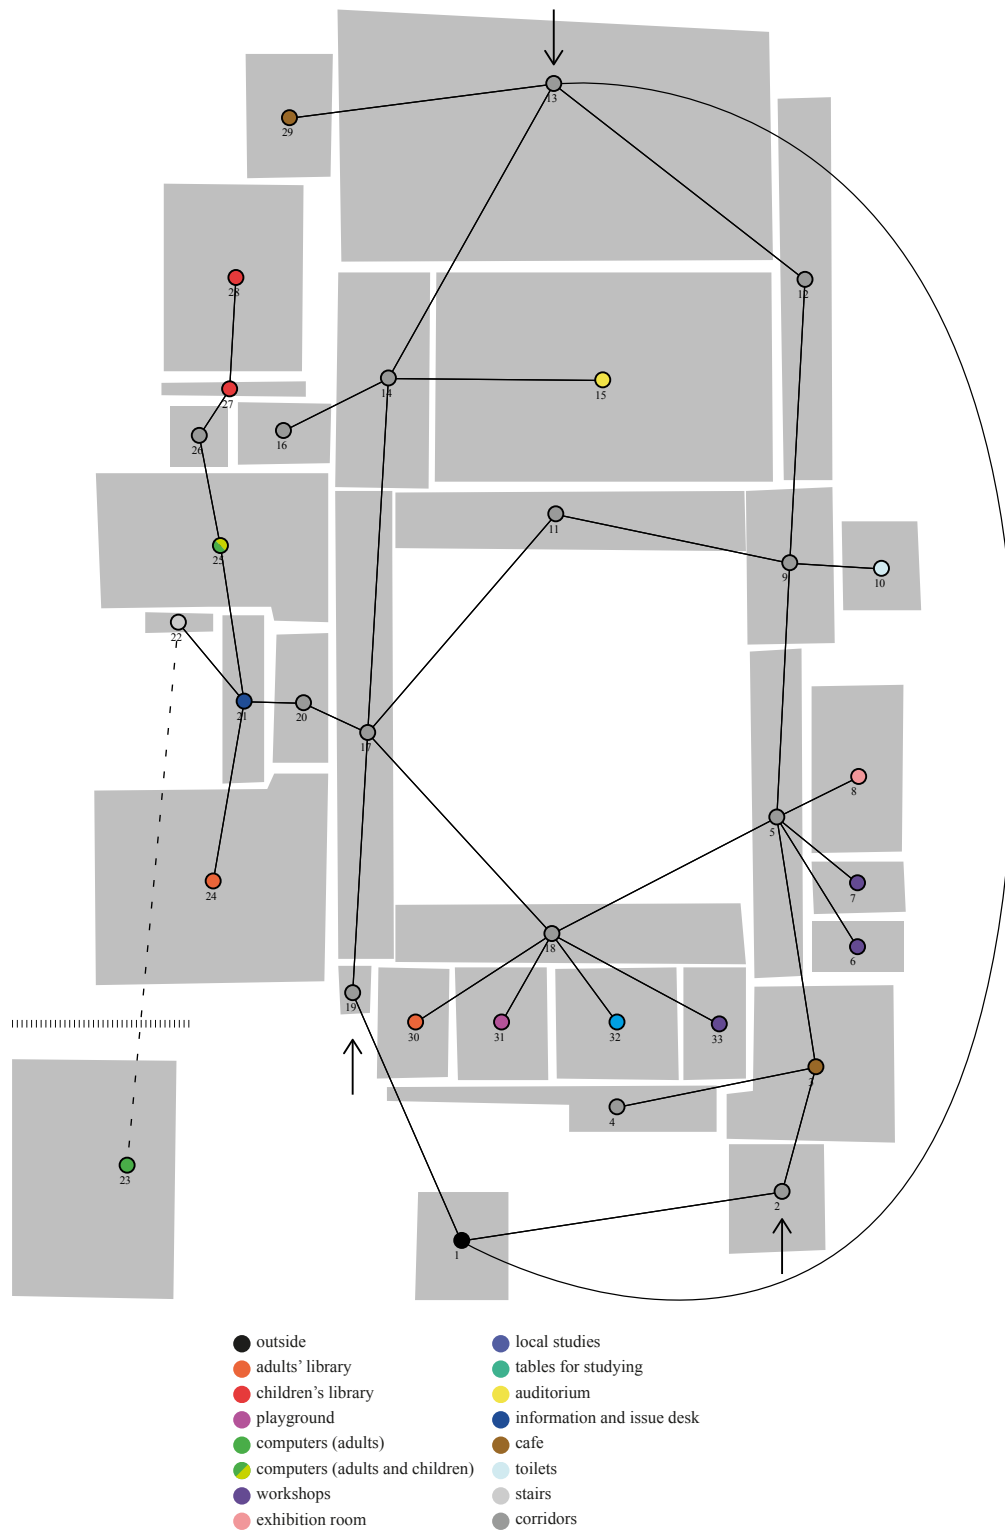 13
29
12
28
14
15
27
26
16
11
25
9
10
22
21
20
17
8
5
7
24
6
18
19
30
31
32
33
3
4
23
2
1
outside
adults’ library
children’s library
playground
computers (adults)
computers (adults and children)
workshops
exhibition room
local studies
tables for studying
auditorium
information and issue desk
cafe
toilets
stairs
corridors